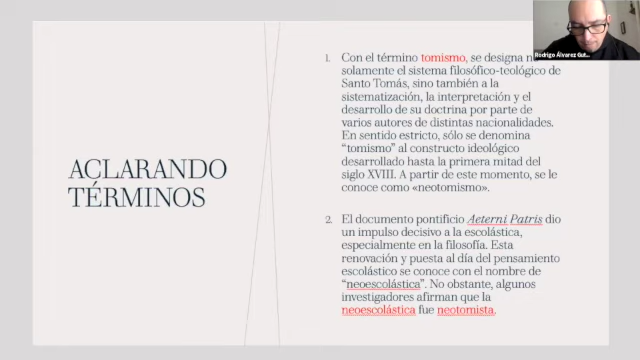 Rodrigo Álvarez Gut...
ACLARANDO
TÉRMINOS
1. Con el término tomismo, se designa no
solamente el sistema filosófico-teológico de
Santo Tomás, sino también a la
sistematización, la interpretación y el
desarrollo de su doctrina por parte de
varios autores de distintas nacionalidades.
En sentido estricto, sólo se denomina
“tomismo” al constructo ideológico
desarrollado hasta la primera mitad del
siglo XVIII. A partir de este momento, se le
conoce como «neotomismo».
2. El documento pontificio Aeterni Patris dio
un impulso decisivo a la escolástica,
especialmente en la filosofía. Esta
renovación y puesta al día del pensamiento
escolástico se conoce con el nombre de
“neoescolástica”. No obstante, algunos
investigadores afirman que la
neoescolástica fue neotomista.